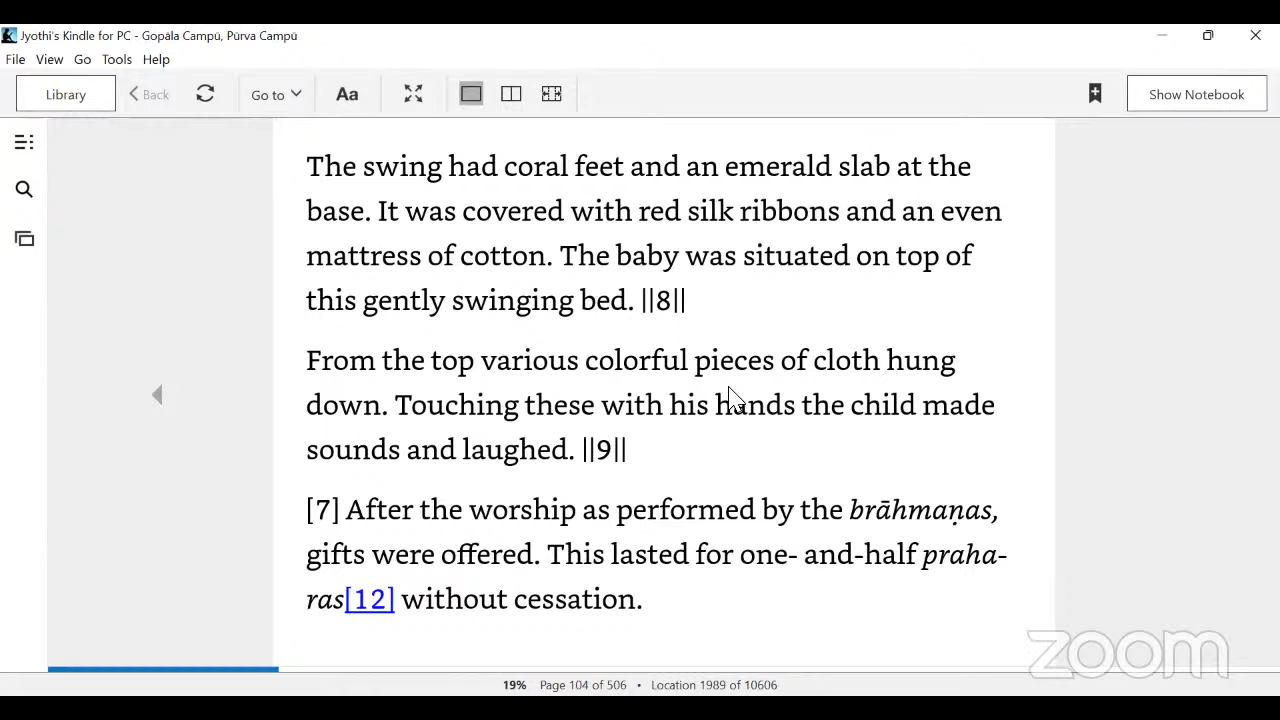 Jyothi's Kindle for PC - Gopāla Campū, Pūrva Campū
File View Go Tools Help
Library Back Go to Aa Show Notebook
The swing had coral feet and an emerald slab at the
base. It was covered with red silk ribbons and an even
mattress of cotton. The baby was situated on top of
this gently swinging bed. ||8||
From the top various colorful pieces of cloth hung
down. Touching these with his hands the child made
sounds and laughed. ||9||
[7] After the worship as performed by the brāhmaṇas,
gifts were offered. This lasted for one- and-half praha-
ras[12] without cessation.
zoom
19% Page 104 of 506 • Location 1989 of 10606